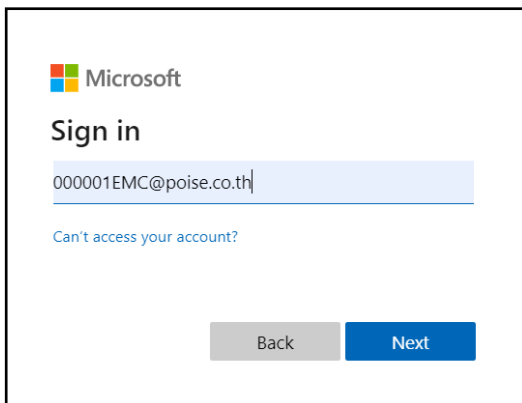 Microsoft
Sign in
000001EMC@poise.co.th
Can't access your account?
Back
Next